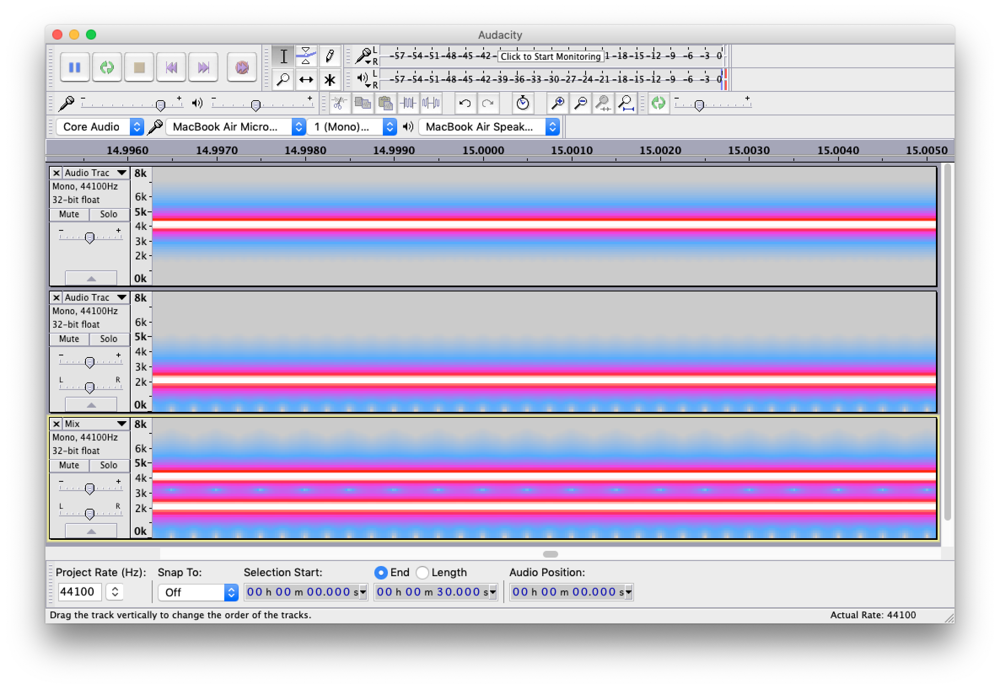 Audacity
L
R
-57 -54 -51 -48 -45 -42 - Click to Start Monitoring 1 -18 -15 -12 -9 -6 -3 0
L
R
-57 -54 -51 -48 -45 -42 -39 -36 -33 -30 -27 -24 -21 -18 -15 -12 -9 -6 -3 0
- + - + - +
Core Audio MacBook Air Micro... 1 (Mono)... MacBook Air Speak...
14.9960 14.9970 14.9980 14.9990 15.0000 15.0010 15.0020 15.0030 15.0040 15.0050
× Audio Trac 8k
Mono, 44100Hz
6k
32-bit float
Mute Solo 5k
4k
- +
3k
2k
0k
× Audio Trac 8k
Mono, 44100Hz
6k
32-bit float
Mute Solo 5k
4k
- +
3k
L R 2k
0k
× Mix 8k
Mono, 44100Hz
6k
32-bit float
Mute Solo 5k
4k
- +
3k
L R 2k
0k
Project Rate (Hz): Snap To: Selection Start: End Length Audio Position:
44100 Off 00 h 00 m 00.000 s 00 h 00 m 30.000 s 00 h 00 m 00.000 s
Drag the track vertically to change the order of the tracks. Actual Rate: 44100